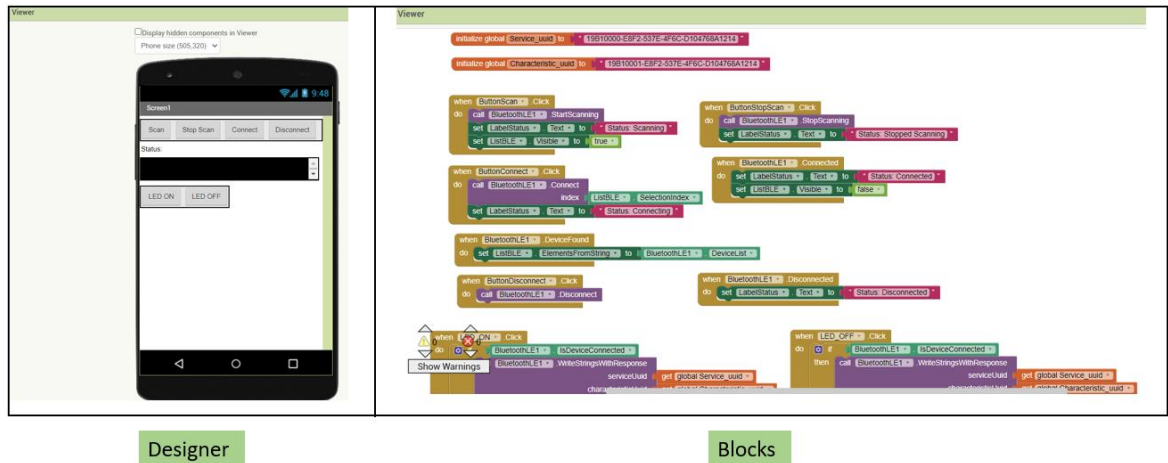 Viewer
Display hidden components in Viewer
Phone size (505,320)
9:48
Screen1
Scan Stop Scan Connect Disconnect
Status:
LED ON LED OFF
Designer
Viewer
initialize global Service_uuid to " 19B10000-E8F2-537E-4F6C-D104768A1214 "
initialize global Characteristic_uuid to " 19B10001-E8F2-537E-4F6C-D104768A1214 "
when ButtonScan .Click
do call BluetoothLE1 .StartScanning
set LabelStatus . Text to " Status: Scanning "
set ListBLE . Visible to true
when ButtonStopScan .Click
do call BluetoothLE1 .StopScanning
set LabelStatus . Text to " Status: Stopped Scanning "
when ButtonConnect .Click
do call BluetoothLE1 .Connect
index ListBLE . SelectionIndex
set LabelStatus . Text to " Status: Connecting "
when BluetoothLE1 .Connected
do set LabelStatus . Text to " Status: Connected "
set ListBLE . Visible to false
when BluetoothLE1 .DeviceFound
do set ListBLE . ElementsFromString to BluetoothLE1 . DeviceList
when ButtonDisconnect .Click
do call BluetoothLE1 .Disconnect
when BluetoothLE1 .Disconnected
do set LabelStatus . Text to " Status: Disconnected "
when LED_ON .Click
do BluetoothLE1 . IsDeviceConnected
BluetoothLE1 .WriteStringsWithResponse
serviceUuid get global Service_uuid
0 0
Show Warnings
when LED_OFF .Click
do if BluetoothLE1 . IsDeviceConnected
then call BluetoothLE1 .WriteStringsWithResponse
serviceUuid get global Service_uuid
Blocks